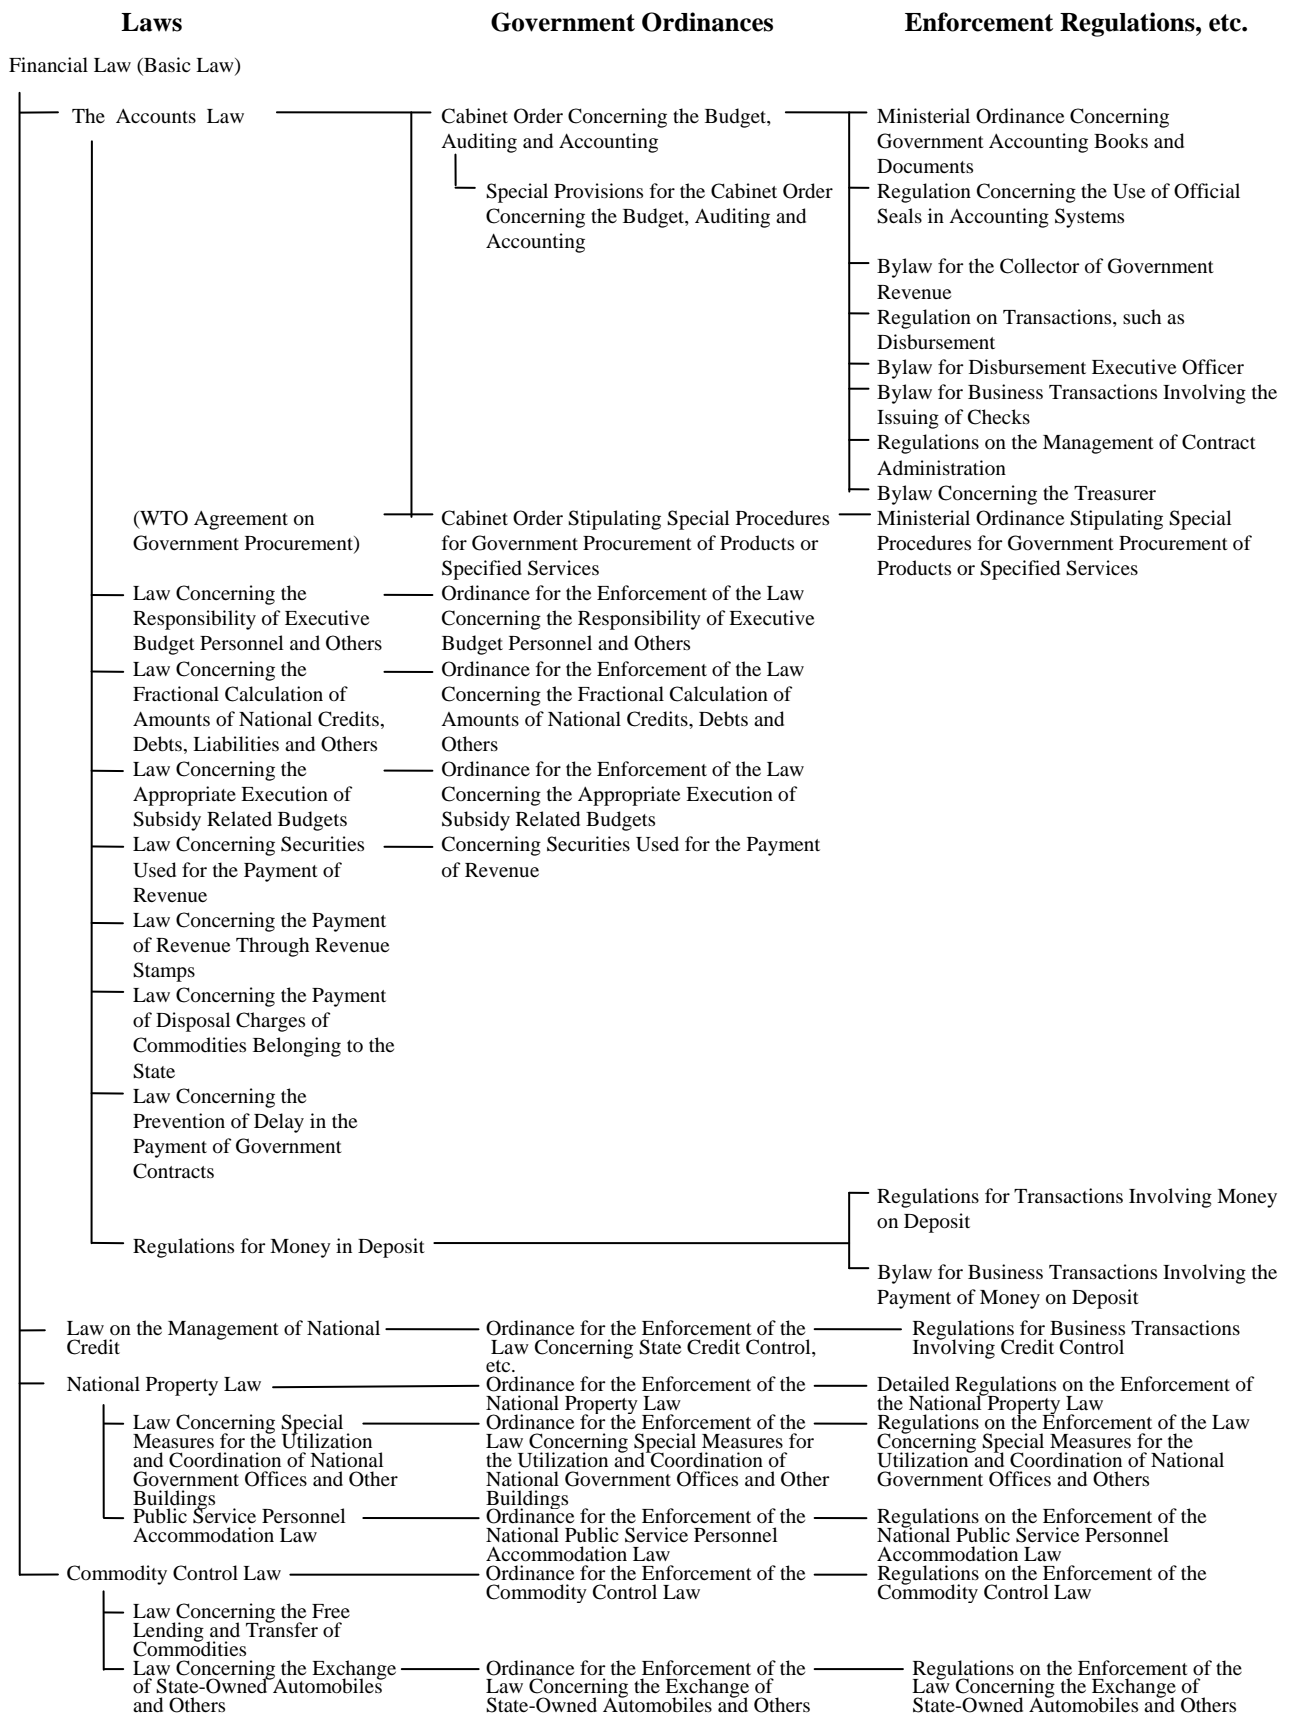 Laws
Government Ordinances
Enforcement Regulations, etc.
Financial Law (Basic Law)
The Accounts Law
Cabinet Order Concerning the Budget,
Auditing and Accounting
Special Provisions for the Cabinet Order
Concerning the Budget, Auditing and
Accounting
Ministerial Ordinance Concerning
Government Accounting Books and
Documents
Regulation Concerning the Use of Official
Seals in Accounting Systems
Bylaw for the Collector of Government
Revenue
Regulation on Transactions, such as
Disbursement
Bylaw for Disbursement Executive Officer
Bylaw for Business Transactions Involving the
Issuing of Checks
Regulations on the Management of Contract
Administration
Bylaw Concerning the Treasurer
(WTO Agreement on
Government Procurement)
Cabinet Order Stipulating Special Procedures
for Government Procurement of Products or
Specified Services
Ministerial Ordinance Stipulating Special
Procedures for Government Procurement of
Products or Specified Services
Law Concerning the
Responsibility of Executive
Budget Personnel and Others
Ordinance for the Enforcement of the Law
Concerning the Responsibility of Executive
Budget Personnel and Others
Law Concerning the
Fractional Calculation of
Amounts of National Credits,
Debts, Liabilities and Others
Ordinance for the Enforcement of the Law
Concerning the Fractional Calculation of
Amounts of National Credits, Debts and
Others
Law Concerning the
Appropriate Execution of
Subsidy Related Budgets
Ordinance for the Enforcement of the Law
Concerning the Appropriate Execution of
Subsidy Related Budgets
Law Concerning Securities
Used for the Payment of
Revenue
Concerning Securities Used for the Payment
of Revenue
Law Concerning the Payment
of Revenue Through Revenue
Stamps
Law Concerning the Payment
of Disposal Charges of
Commodities Belonging to the
State
Law Concerning the
Prevention of Delay in the
Payment of Government
Contracts
Regulations for Money in Deposit
Regulations for Transactions Involving Money
on Deposit
Bylaw for Business Transactions Involving the
Payment of Money on Deposit
Law on the Management of National
Credit
Ordinance for the Enforcement of the
Law Concerning State Credit Control,
etc.
Regulations for Business Transactions
Involving Credit Control
National Property Law
Ordinance for the Enforcement of the
National Property Law
Detailed Regulations on the Enforcement of
the National Property Law
Law Concerning Special
Measures for the Utilization
and Coordination of National
Government Offices and Other
Buildings
Ordinance for the Enforcement of the
Law Concerning Special Measures for
the Utilization and Coordination of
National Government Offices and Other
Buildings
Regulations on the Enforcement of the Law
Concerning Special Measures for the
Utilization and Coordination of National
Government Offices and Others
Public Service Personnel
Accommodation Law
Ordinance for the Enforcement of the
National Public Service Personnel
Accommodation Law
Regulations on the Enforcement of the
National Public Service Personnel
Accommodation Law
Commodity Control Law
Ordinance for the Enforcement of the
Commodity Control Law
Regulations on the Enforcement of the
Commodity Control Law
Law Concerning the Free
Lending and Transfer of
Commodities
Law Concerning the Exchange
of State-Owned Automobiles
and Others
Ordinance for the Enforcement of the
Law Concerning the Exchange of
State-Owned Automobiles and Others
Regulations on the Enforcement of the
Law Concerning the Exchange of
State-Owned Automobiles and Others